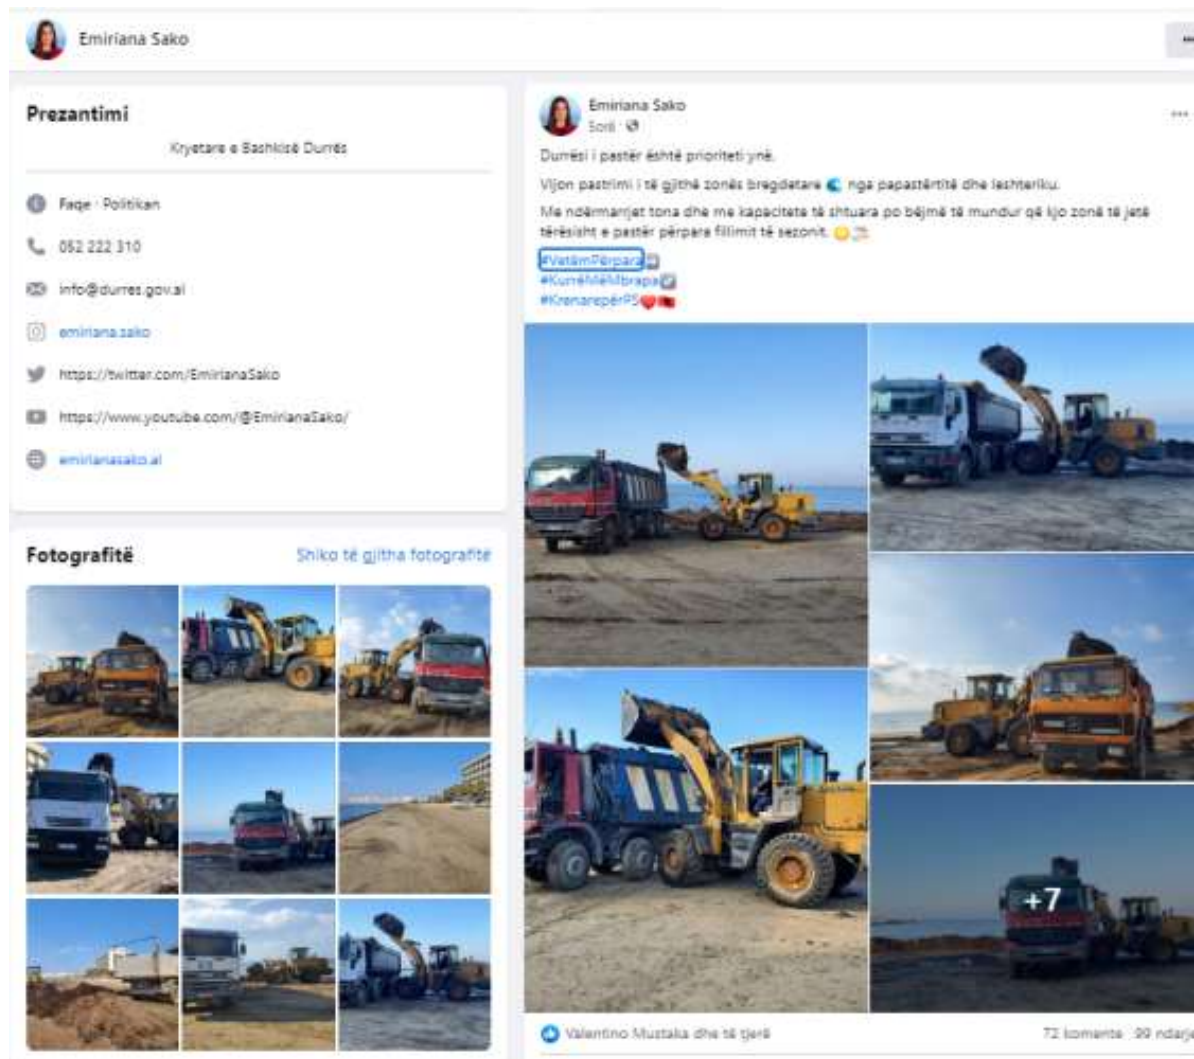 Emiriana Sako
Prezantimi
Kryetare e Bashkisë Durrës
Faqe · Politikan
052 222 310
info@durres.gov.al
emiriana.sako
https://twitter.com/EmirianaSako
https://www.youtube.com/@EmirianaSako/
emirianasako.al
Fotografitë
Shiko të gjitha fotografitë
Emiriana Sako
5orë
Durrësi i pastër është prioriteti ynë.
Vijon pastrimi i të gjithë zonës bregdetare 🌊 nga papastërtitë dhe leshteriku.
Me ndërmarrjet tona dhe me kapacitete të shtuara po bëjmë të mundur që kjo zonë të jetë
tërësisht e pastër përpara fillimit të sezonit.
#VetëmPërpara
#KurrëMëMbrapa
#KrenarepërPS
+7
Valentino Mustaka dhe të tjerë
72 komente 99 ndarje